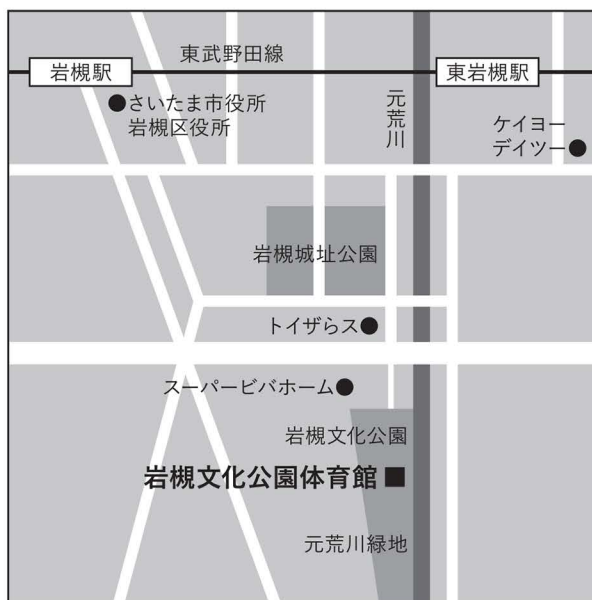 東武野田線
岩槻駅
東岩槻駅
さいたま市役所
岩槻区役所
元荒川
ケイヨー
デイツー
岩槻城址公園
トイザらス
スーパービバホーム
岩槻文化公園
岩槻文化公園体育館
元荒川緑地